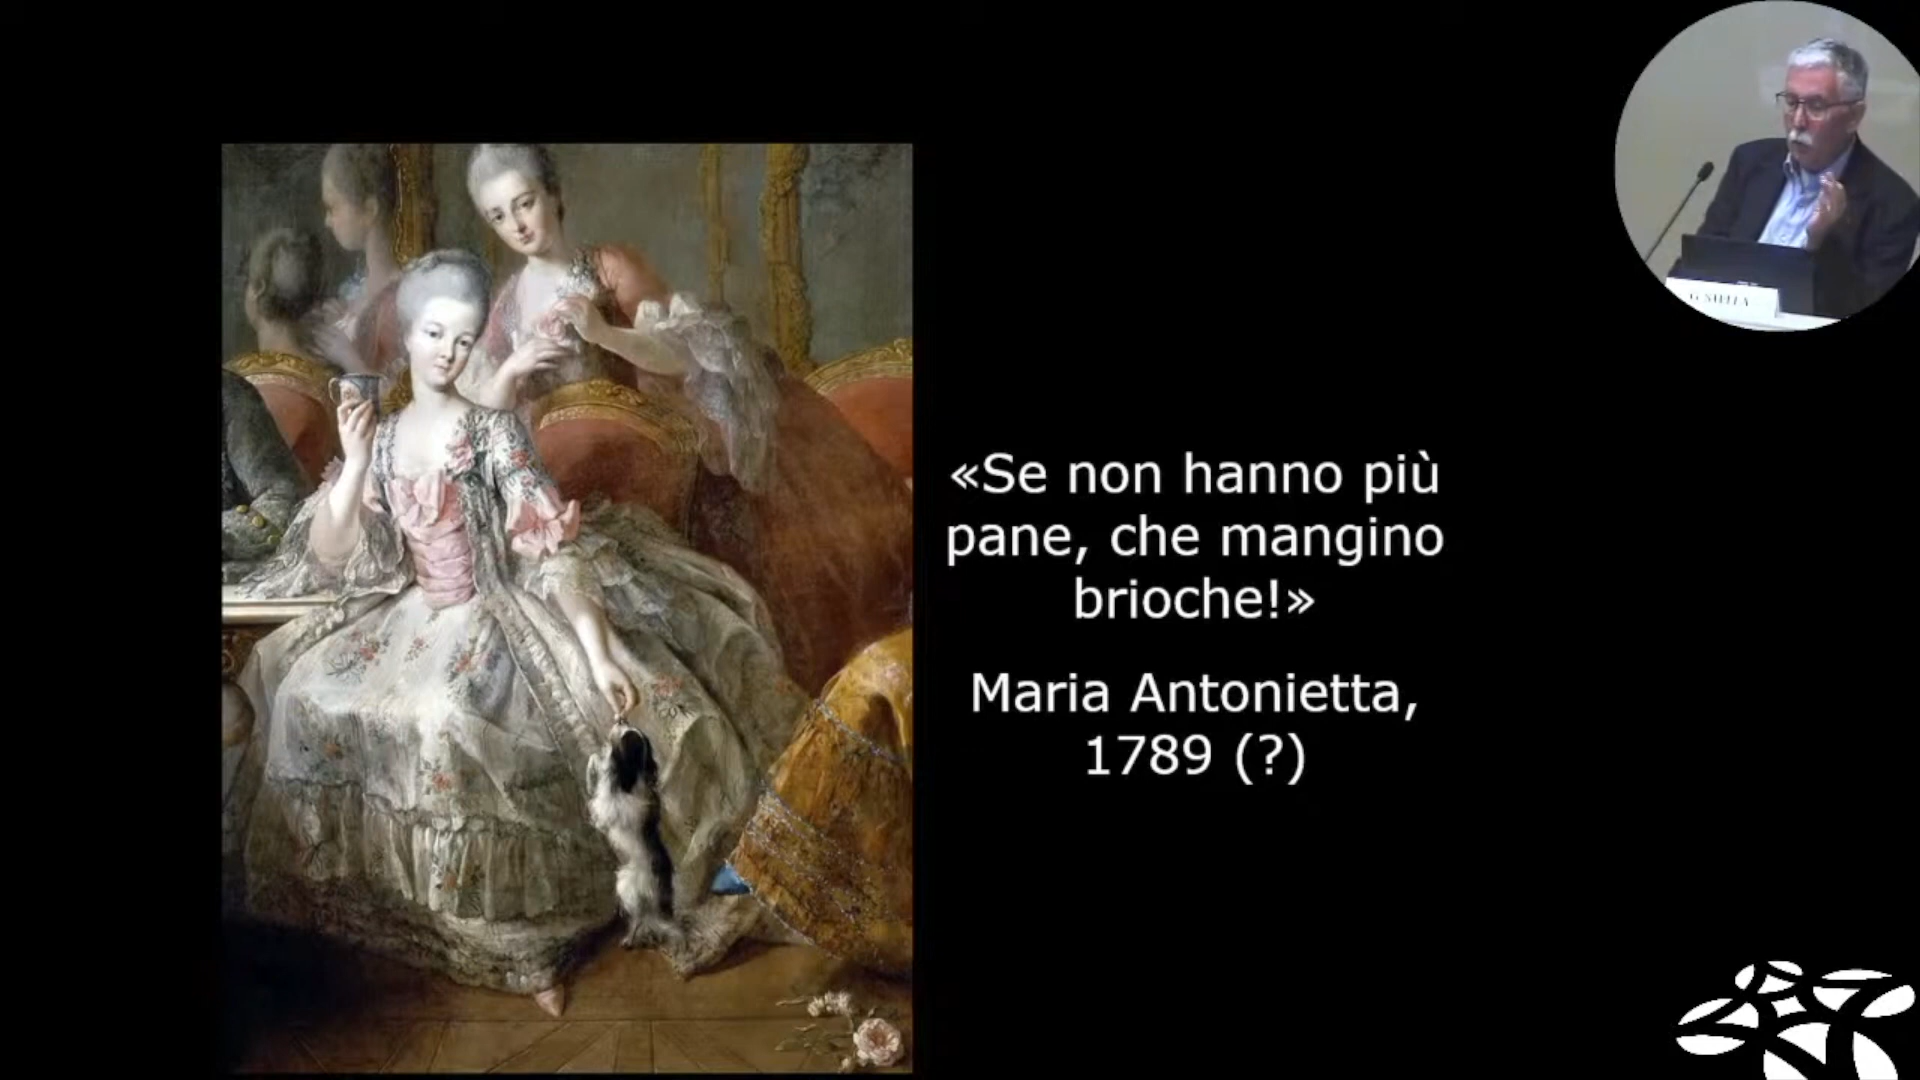 «Se non hanno più
pane, che mangino
brioche!»
Maria Antonietta,
1789 (?)